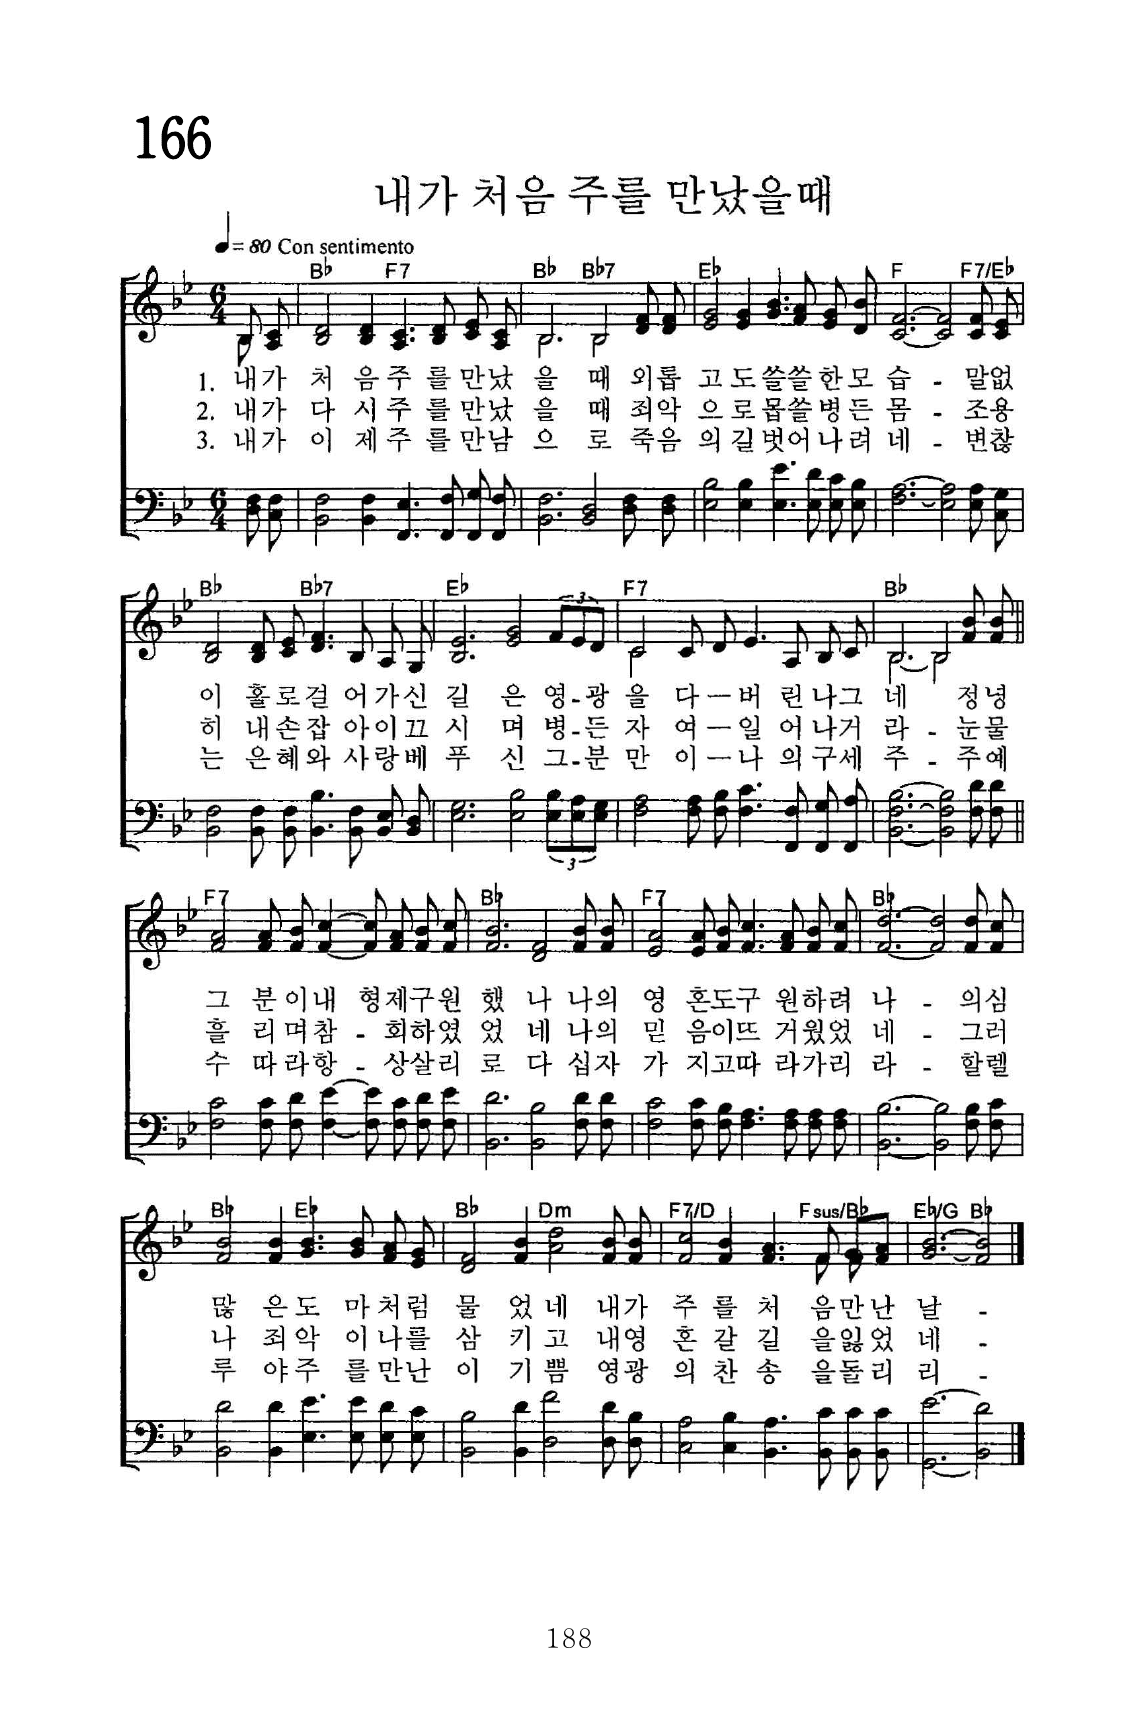 166
내가 처음 주를 만났을때
♩= 80 Con sentimento
B♭ F7 B♭ B♭7 E♭ F F7/E♭
1. 내가 처 음주 를만났 을 때 외롭 고도쓸쓸한모 습 - 말없
2. 내가 다 시주 를만났 을 때 죄악 으로몹쓸병든 몸 - 조용
3. 내가 이 제주 를만남 으 로 죽음 의길벗어나려 네 - 변찮
B♭ B♭7 E♭ F7 B♭
이 홀로걸 어가신 길 은 영-광 을 다ー버 린나그 네 정녕
히 내손잡 아이끄 시 며 병-든 자 여ー일 어나거 라 - 눈물
는 은혜와 사랑베 푸 신 그-분 만 이ー나 의구세 주 - 주예
F7 B♭ F7 B♭
그 분이내 형제구원 했 나 나의 영 혼도구 원하려 나 - 의심
흘 리며참 - 회하였 었 네 나의 믿 음이뜨 거웠었 네 - 그러
수 따라항 - 상살리 로 다 십자 가 지고따 라가리 라 - 할렐
B♭ E♭ B♭ Dm F7/D Fsus/B♭ E♭/G B♭
많 은도 마처럼 물 었네 내가 주 를 처 음만난 날 -
나 죄악 이나를 삼 키고 내영 혼 갈 길 을잃었 네 -
루 야주 를만난 이 기쁨 영광 의 찬 송 을돌리 리 -
188